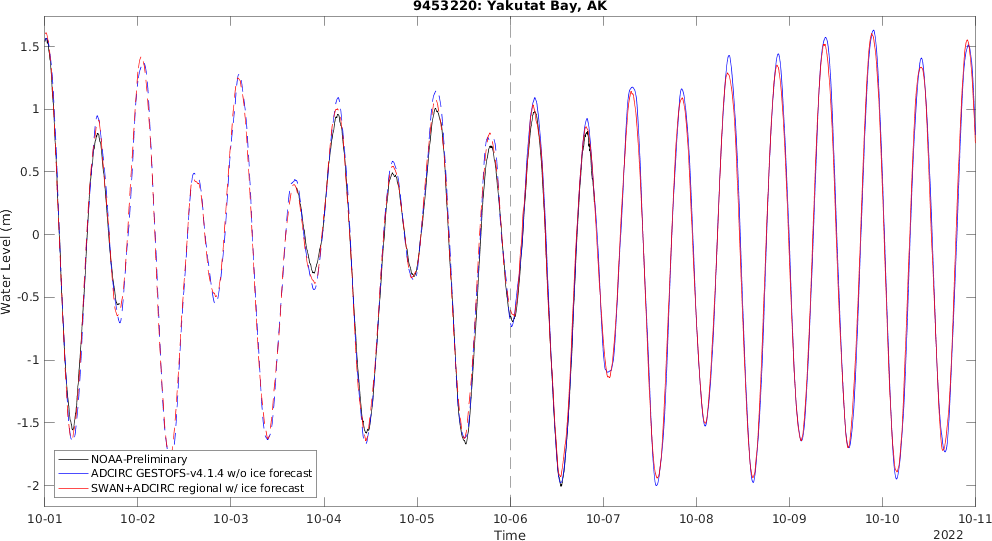 9453220: Yakutat Bay, AK
Water Level (m)
1.5
1
0.5
0
-0.5
-1
-1.5
-2
NOAA-Preliminary
ADCIRC GESTOFS-v4.1.4 w/o ice forecast
SWAN+ADCIRC regional w/ ice forecast
10-01 10-02 10-03 10-04 10-05 10-06 10-07 10-08 10-09 10-10 10-11
Time
2022